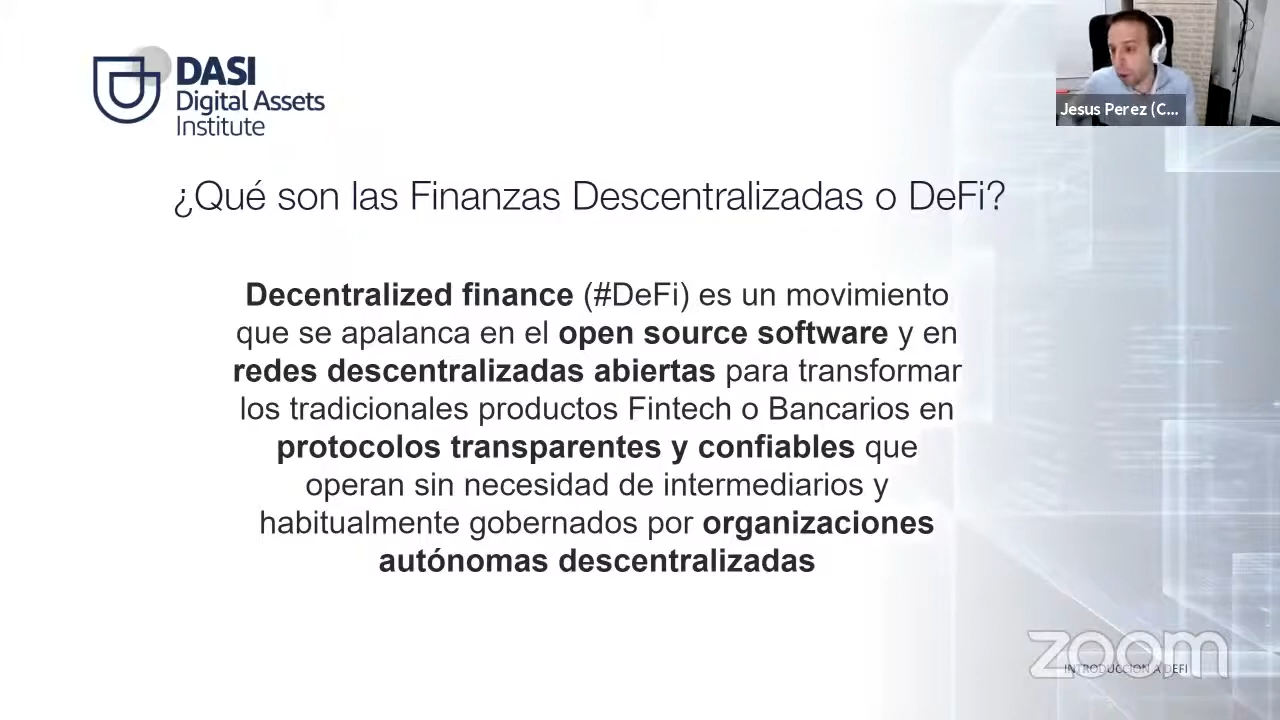 DASI
Digital Assets
Institute
Jesus Perez (C...
¿Qué son las Finanzas Descentralizadas o DeFi?
Decentralized finance (#DeFi) es un movimiento
que se apalanca en el open source software y en
redes descentralizadas abiertas para transformar
los tradicionales productos Fintech o Bancarios en
protocolos transparentes y confiables que
operan sin necesidad de intermediarios y
habitualmente gobernados por organizaciones
autónomas descentralizadas
zoom
INTRODUCCION A DEFI